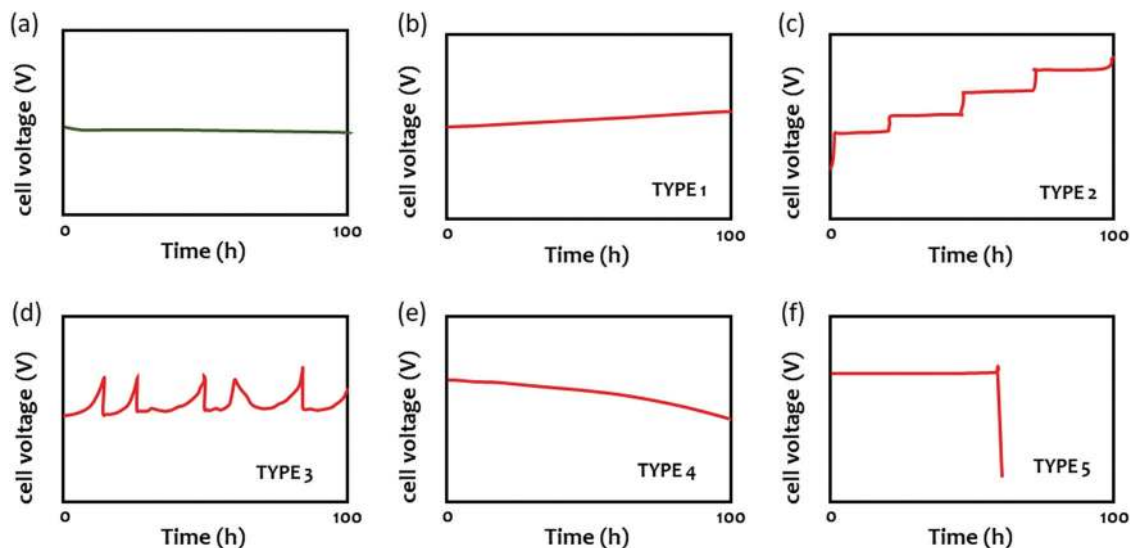 (a)
cell voltage (V)
0
100
Time (h)
(b)
cell voltage (V)
TYPE 1
0
100
Time (h)
(c)
cell voltage (V)
TYPE 2
0
100
Time (h)
(d)
cell voltage (V)
TYPE 3
0
100
Time (h)
(e)
cell voltage (V)
TYPE 4
0
100
Time (h)
(f)
cell voltage (V)
TYPE 5
0
100
Time (h)